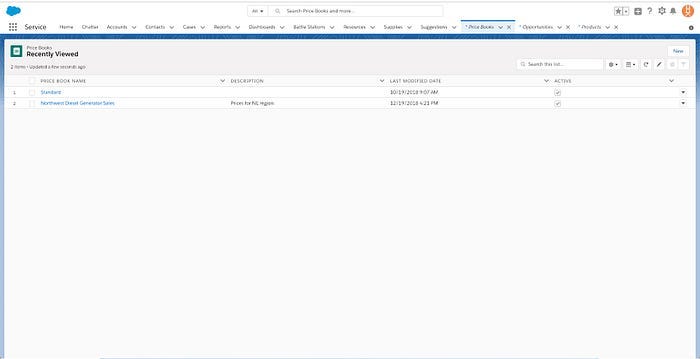 All
Search Price Books and more...
Service
Home
Chatter
Accounts
Contacts
Cases
Reports
Dashboards
Battle Stations
Resources
Supplies
Suggestions
* Price Books
* Opportunities
* Products
Price Books
Recently Viewed
New
2 items • Updated a few seconds ago
Search this list...
PRICE BOOK NAME DESCRIPTION LAST MODIFIED DATE ACTIVE
1 Standard 10/19/2018 9:07 AM
2 Northwest Diesel Generator Sales Prices for NE region 12/19/2018 4:21 PM